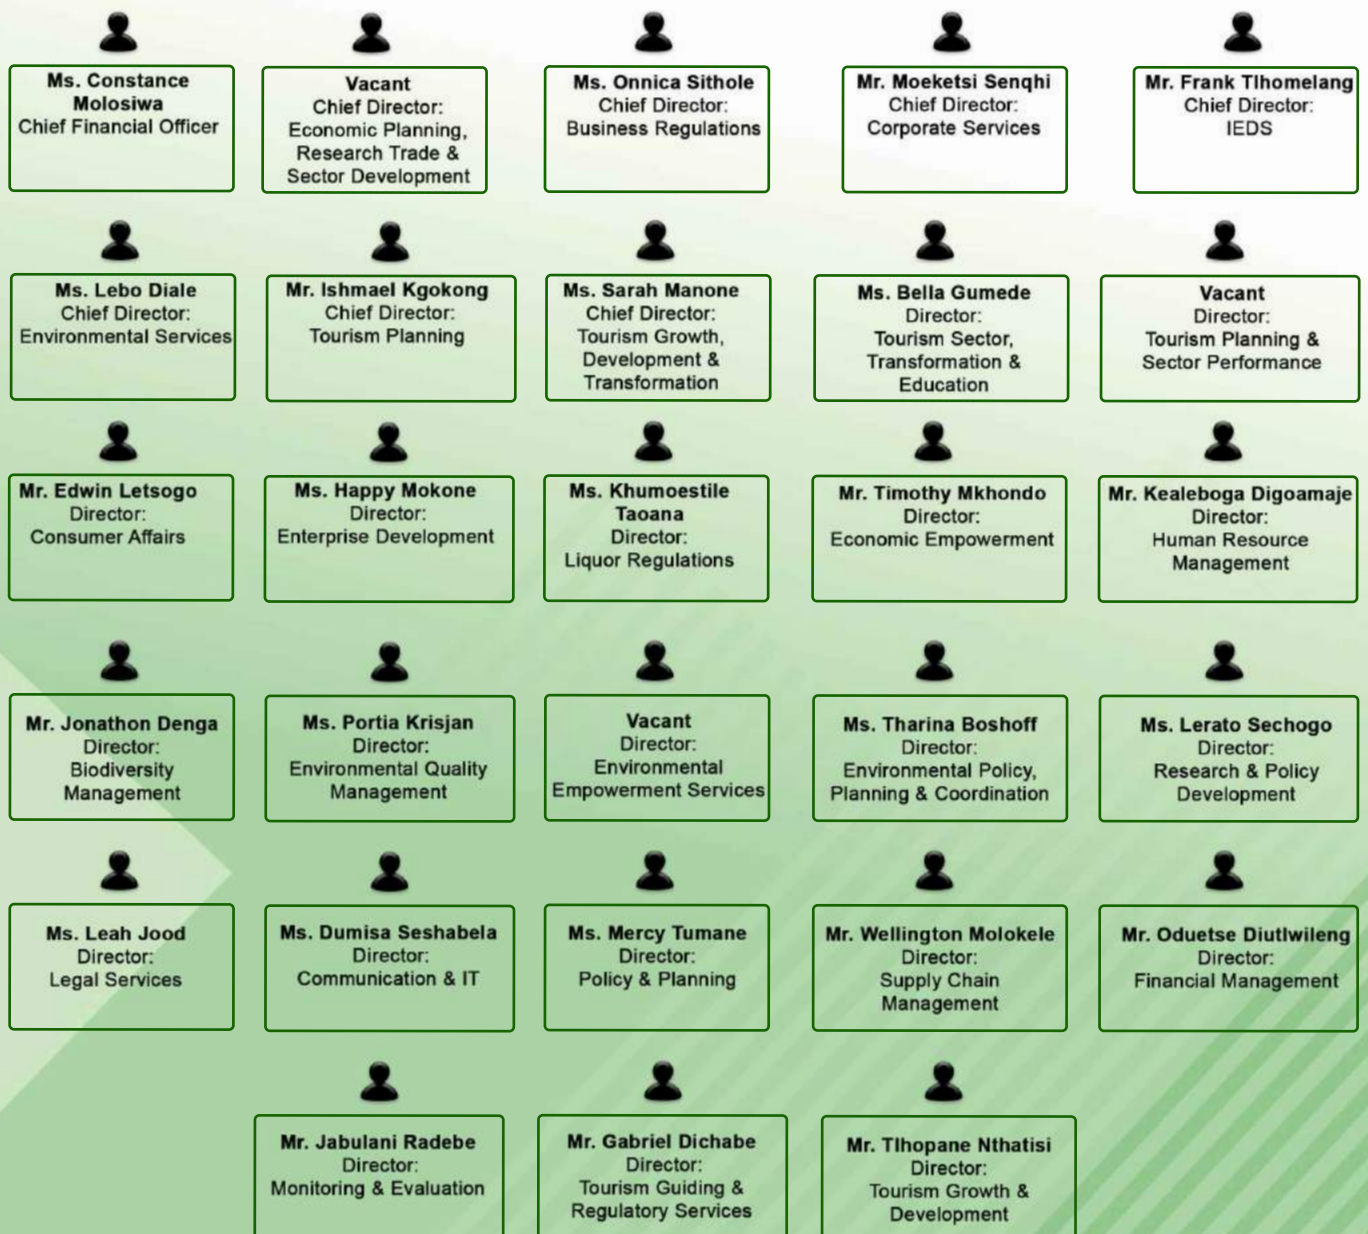 Ms. Constance
Molosiwa
Chief Financial Officer
Vacant
Chief Director:
Economic Planning,
Research Trade &
Sector Development
Ms. Onnica Sithole
Chief Director:
Business Regulations
Mr. Moeketsi Senqhi
Chief Director:
Corporate Services
Mr. Frank Tlhomelang
Chief Director:
IEDS
Ms. Lebo Diale
Chief Director:
Environmental Services
Mr. Ishmael Kgokong
Chief Director:
Tourism Planning
Ms. Sarah Manone
Chief Director:
Tourism Growth,
Development &
Transformation
Ms. Bella Gumede
Director:
Tourism Sector,
Transformation &
Education
Vacant
Director:
Tourism Planning &
Sector Performance
Mr. Edwin Letsogo
Director:
Consumer Affairs
Ms. Happy Mokone
Director:
Enterprise Development
Ms. Khumoestile
Taoana
Director:
Liquor Regulations
Mr. Timothy Mkhondo
Director:
Economic Empowerment
Mr. Kealeboga Digoamaje
Director:
Human Resource
Management
Mr. Jonathon Denga
Director:
Biodiversity
Management
Ms. Portia Krisjan
Director:
Environmental Quality
Management
Vacant
Director:
Environmental
Empowerment Services
Ms. Tharina Boshoff
Director:
Environmental Policy,
Planning & Coordination
Ms. Lerato Sechogo
Director:
Research & Policy
Development
Ms. Leah Jood
Director:
Legal Services
Ms. Dumisa Seshabela
Director:
Communication & IT
Ms. Mercy Tumane
Director:
Policy & Planning
Mr. Wellington Molokele
Director:
Supply Chain
Management
Mr. Oduetse Diutlwileng
Director:
Financial Management
Mr. Jabulani Radebe
Director:
Monitoring & Evaluation
Mr. Gabriel Dichabe
Director:
Tourism Guiding &
Regulatory Services
Mr. Tlhopane Nthatisi
Director:
Tourism Growth &
Development